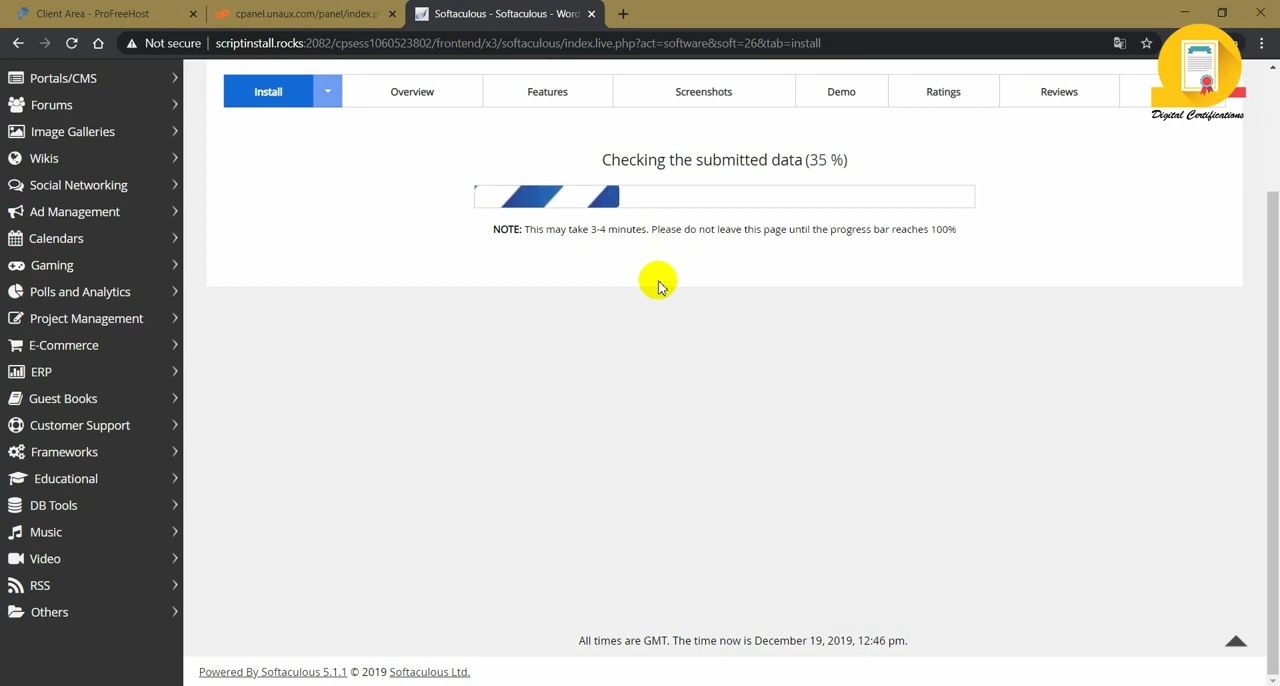 Client Area - ProFreeHost
cpanel.unaux.com/panel/index.p
Softaculous - Softaculous - Word
Not secure
scriptinstall.rocks:2082/cpsess1060523802/frontend/x3/softaculous/index.live.php?act=software&soft=26&tab=install
Digital Certifications
Portals/CMS
Forums
Image Galleries
Wikis
Social Networking
Ad Management
Calendars
Gaming
Polls and Analytics
Project Management
E-Commerce
ERP
Guest Books
Customer Support
Frameworks
Educational
DB Tools
Music
Video
RSS
Others
Install
Overview
Features
Screenshots
Demo
Ratings
Reviews
Checking the submitted data (35 %)
NOTE: This may take 3-4 minutes. Please do not leave this page until the progress bar reaches 100%
All times are GMT. The time now is December 19, 2019, 12:46 pm.
Powered By Softaculous 5.1.1 © 2019 Softaculous Ltd.